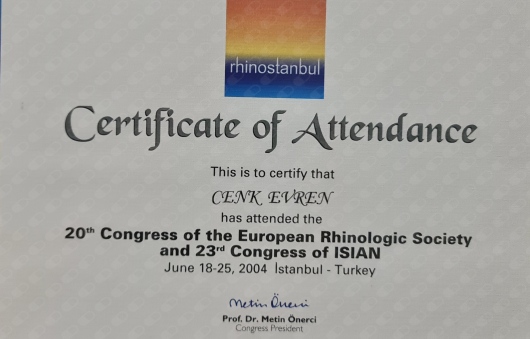 rhinostanbul
Certificate of Attendance
This is to certify that
CENK EVREN
has attended the
20th Congress of the European Rhinologic Society
and 23rd Congress of ISIAN
June 18-25, 2004 İstanbul - Turkey
Metin Önerci
Prof. Dr. Metin Önerci
Congress President